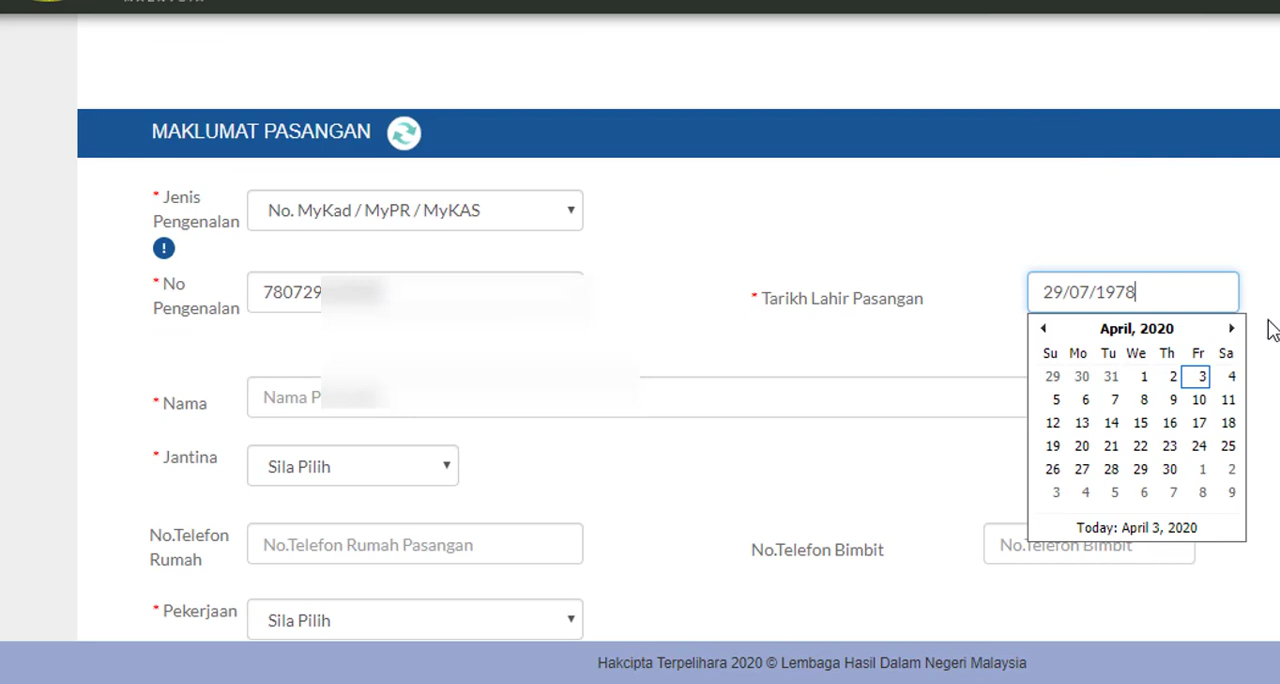 MAKLUMAT PASANGAN
* Jenis
Pengenalan
No. MyKad / MyPR / MyKAS
!
* No
Pengenalan
780729
* Tarikh Lahir Pasangan
29/07/1978
April, 2020
Su Mo Tu We Th Fr Sa
29 30 31 1 2 3 4
5 6 7 8 9 10 11
12 13 14 15 16 17 18
19 20 21 22 23 24 25
26 27 28 29 30 1 2
3 4 5 6 7 8 9
Today: April 3, 2020
* Nama
Nama
* Jantina
Sila Pilih
No.Telefon
Rumah
No.Telefon Rumah Pasangan
No.Telefon Bimbit
No.Telefon Bimbit
* Pekerjaan
Sila Pilih
Hakcipta Terpelihara 2020 © Lembaga Hasil Dalam Negeri Malaysia